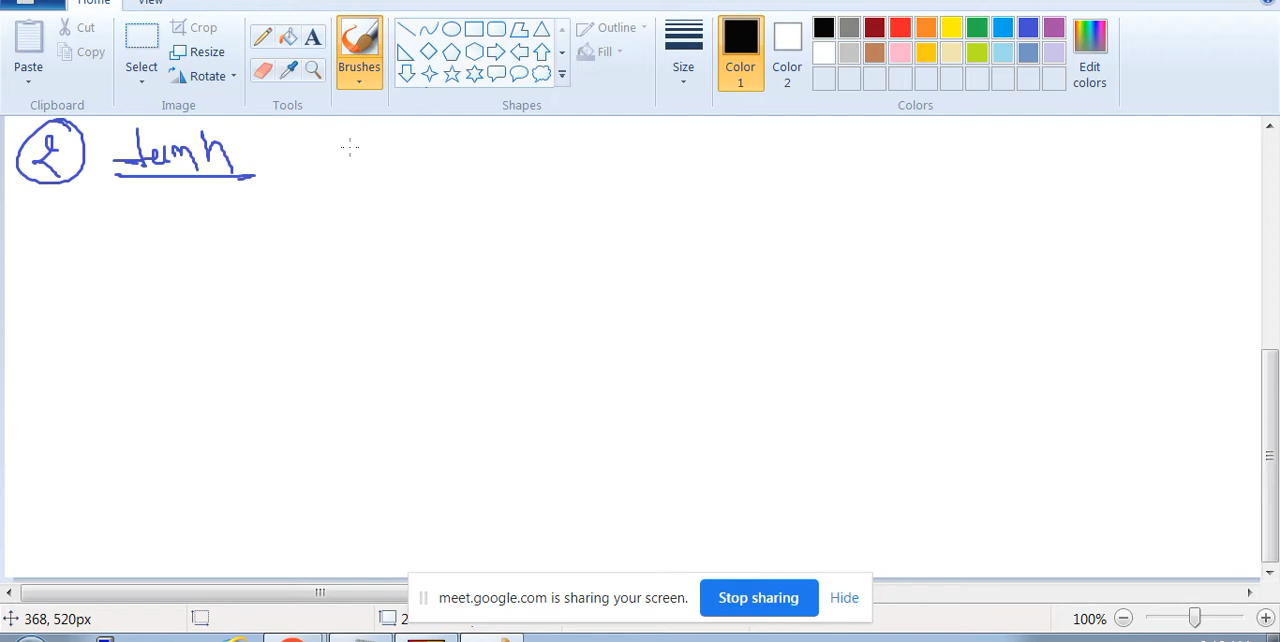 Home View
Paste
Cut
Copy
Clipboard
Select
Crop
Resize
Rotate
Image
A
Tools
Brushes
Outline
Fill
Shapes
Size
Color 1
Color 2
Edit colors
Colors
2
meet.google.com is sharing your screen. Stop sharing Hide
368, 520px
2
100%